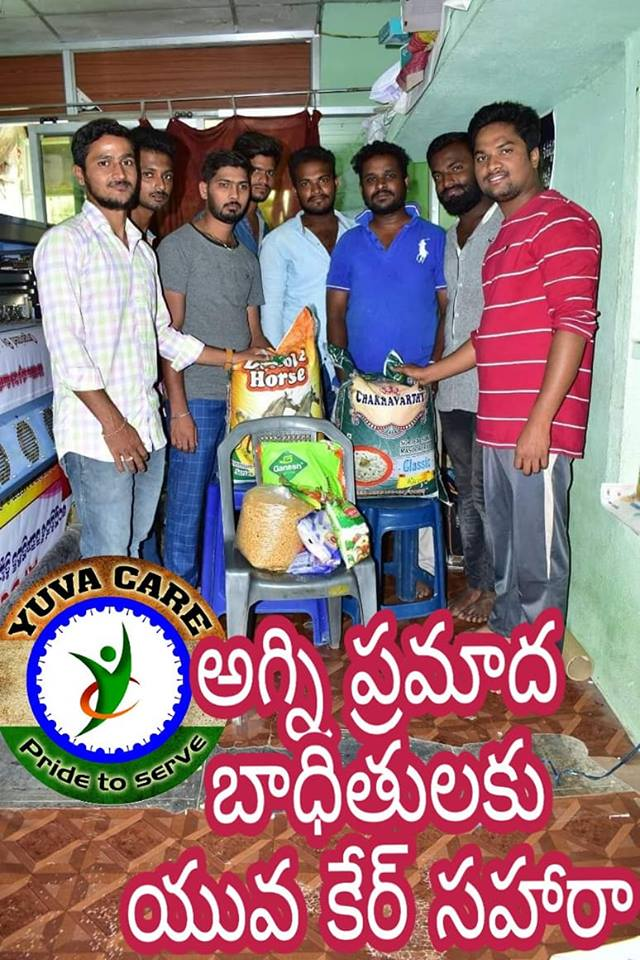 Horse
CHAKRAVARTHY
Classic
Ganesh
YUVA CARE
Pride to serve
అగ్ని ప్రమాద
బాధితులకు
యువ కేర్ సహారా